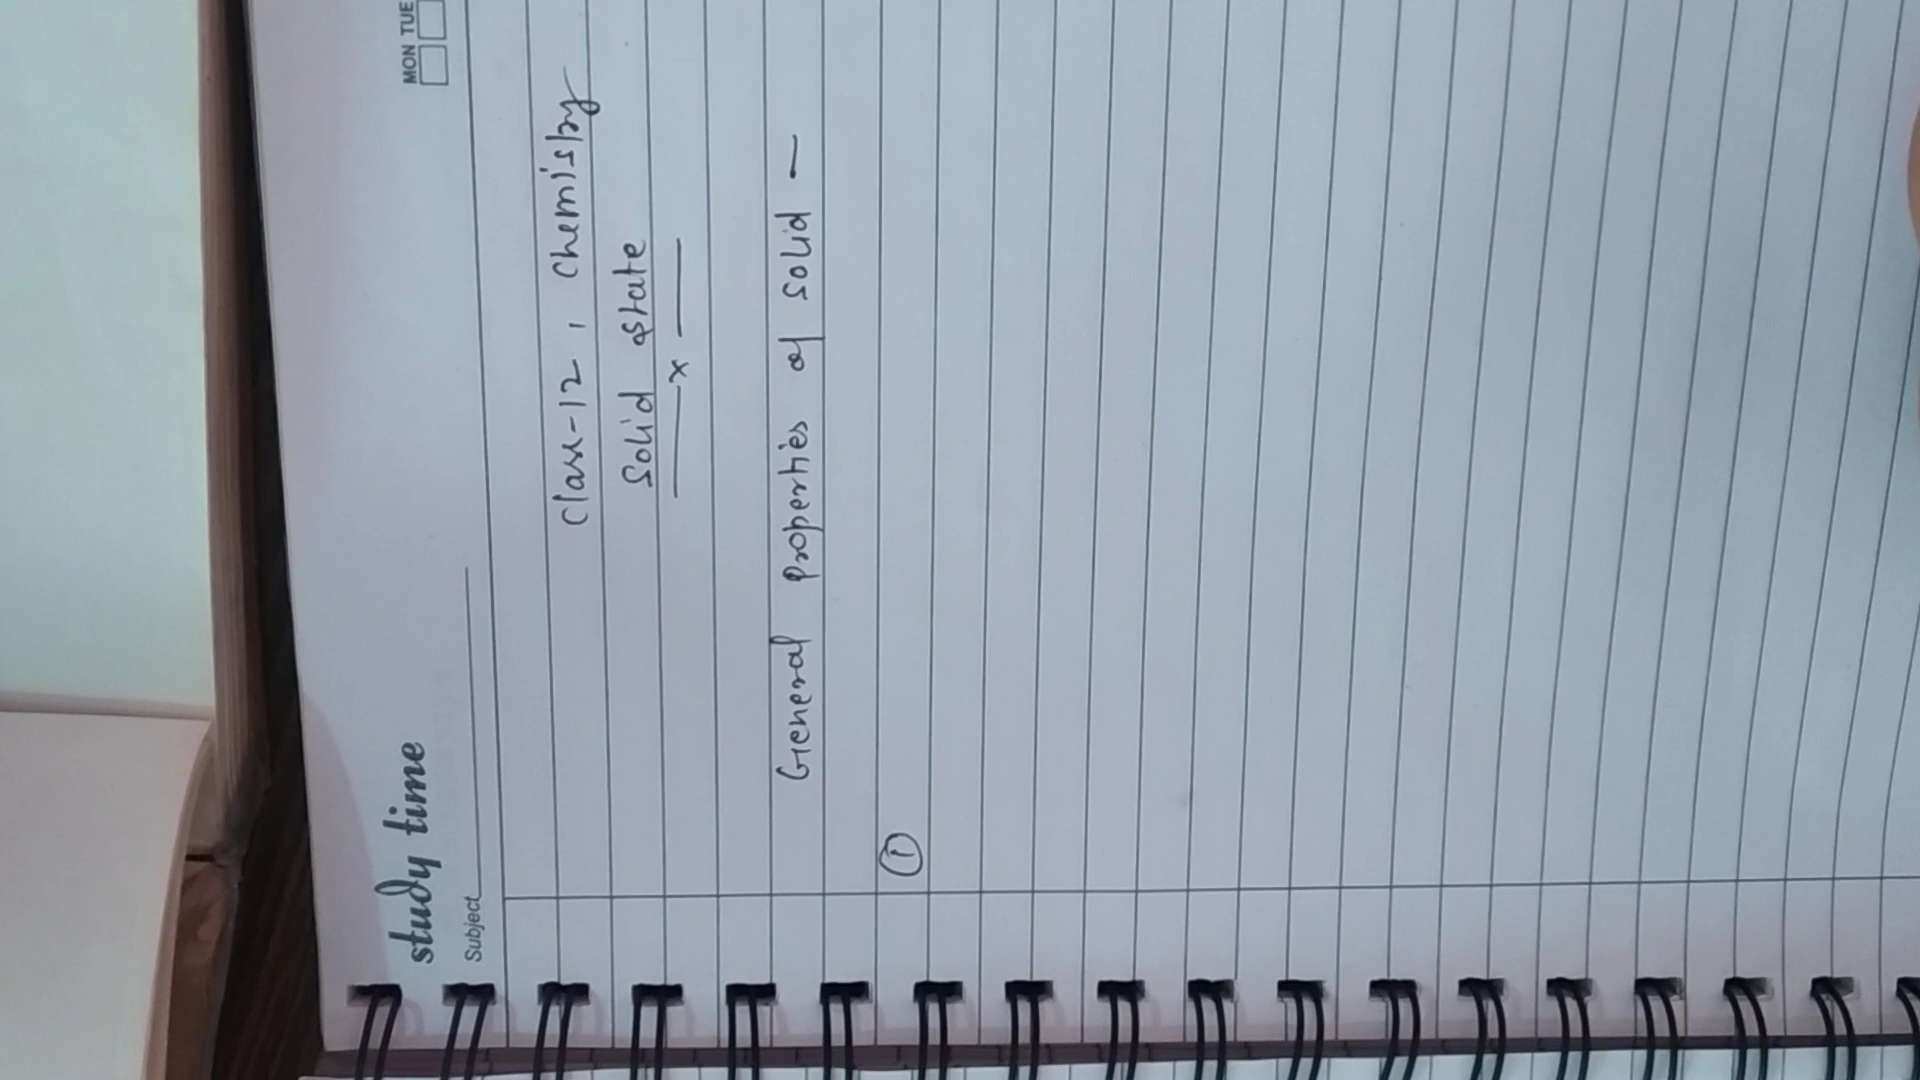 study time
MON TUE
Subject
Class-12, Chemistry
Solid state
x
General properties of solid -
①